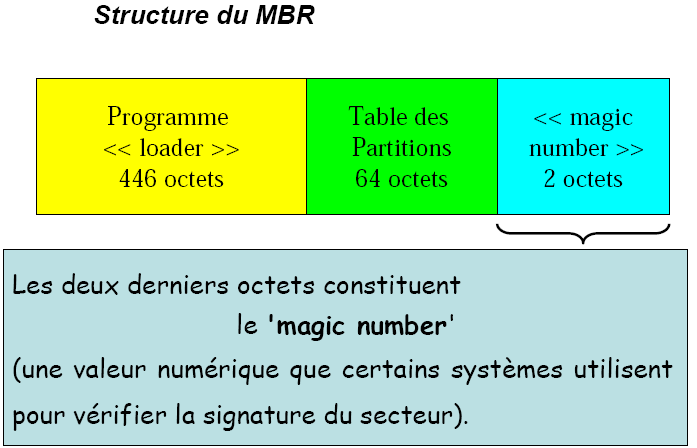 Structure du MBR
Programme
<< loader >>
446 octets
Table des
Partitions
64 octets
<< magic
number >>
2 octets
Les deux derniers octets constituent
le 'magic number'
(une valeur numérique que certains systèmes utilisent
pour vérifier la signature du secteur).